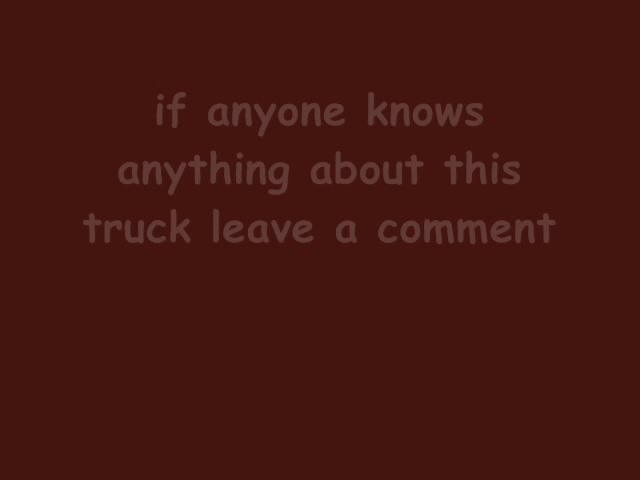 if anyone knows
anything about this
truck leave a comment